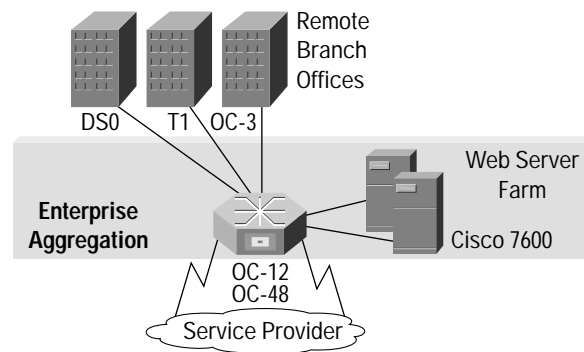 Remote
Branch
Offices
DS0 T1 OC-3
Web Server
Farm
Enterprise
Aggregation
Cisco 7600
OC-12
OC-48
Service Provider